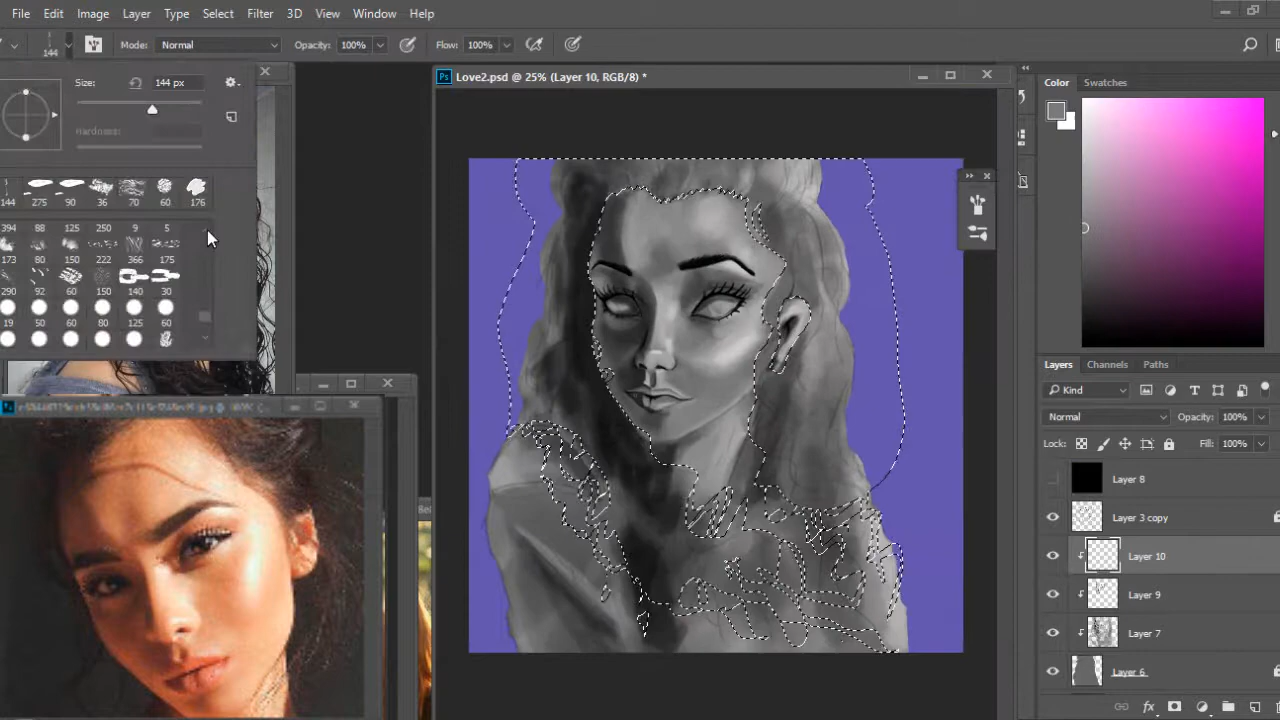 File Edit Image Layer Type Select Filter 3D View Window Help
144 Mode: Normal Opacity: 100% Flow: 100%
Size: 144 px
Hardness:
144 275 90 36 70 60 176
394 88 125 250 9 5
173 80 150 222 366 175
290 92 60 150 140 30
19 50 60 80 125 60
Ps Love2.psd @ 25% (Layer 10, RGB/8) *
Color Swatches
Layers Channels Paths
Kind
Normal Opacity: 100%
Lock: Fill: 100%
Layer 8
Layer 3 copy
Layer 10
Layer 9
Layer 7
Layer 6